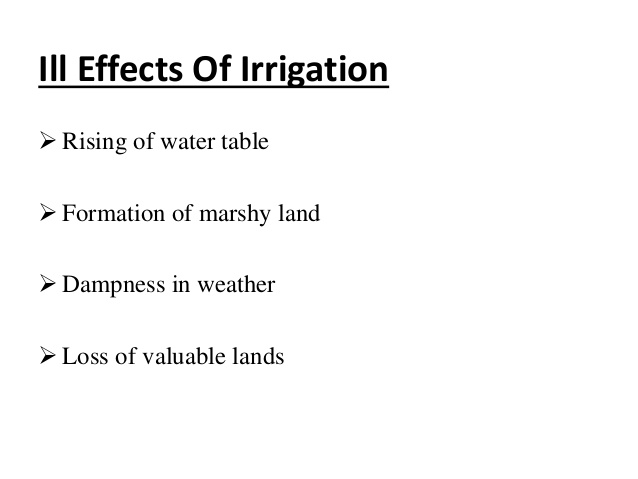 Ill Effects Of Irrigation
➢ Rising of water table
➢ Formation of marshy land
➢ Dampness in weather
➢ Loss of valuable lands